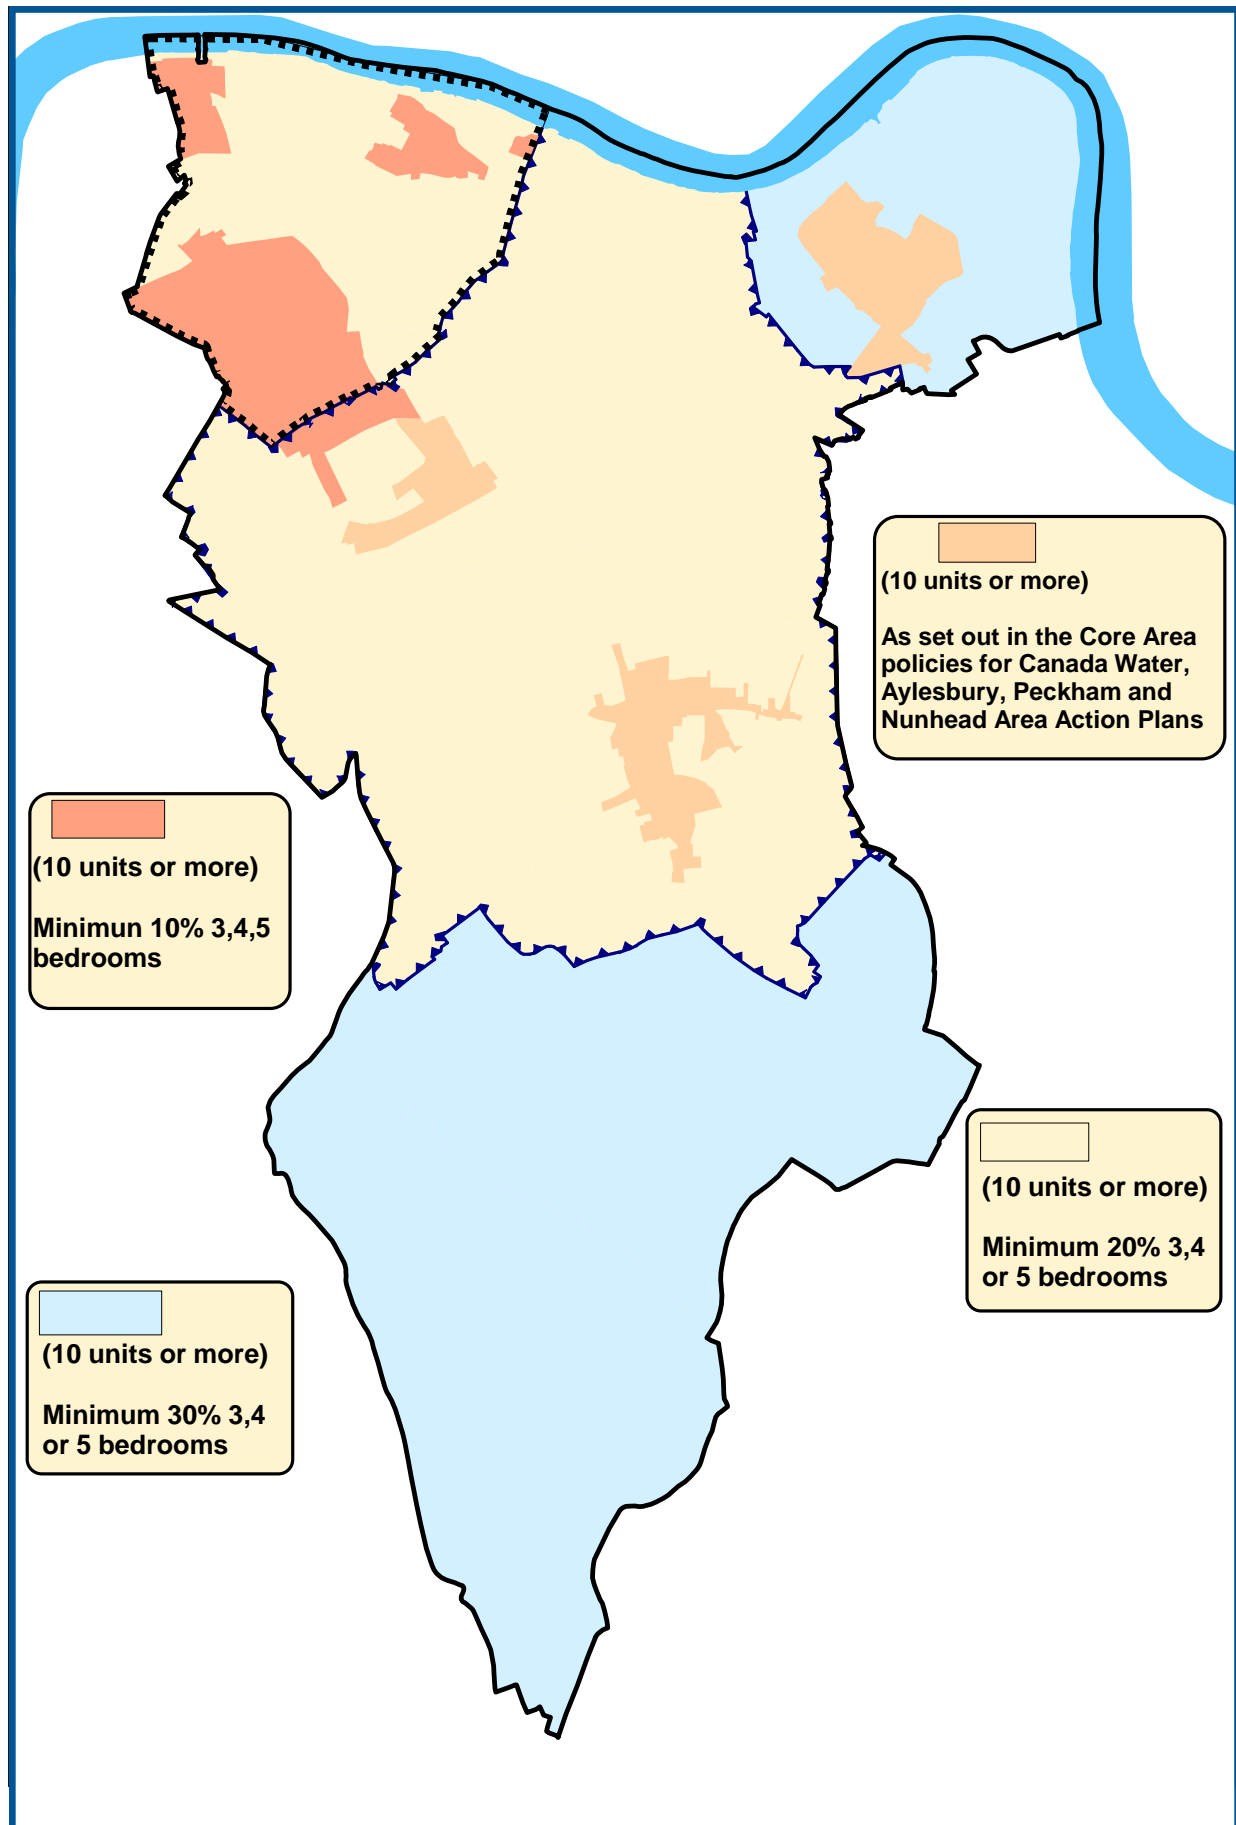 (10 units or more)
As set out in the Core Area
policies for Canada Water,
Aylesbury, Peckham and
Nunhead Area Action Plans
(10 units or more)
Minimun 10% 3,4,5
bedrooms
(10 units or more)
Minimum 20% 3,4
or 5 bedrooms
(10 units or more)
Minimum 30% 3,4
or 5 bedrooms